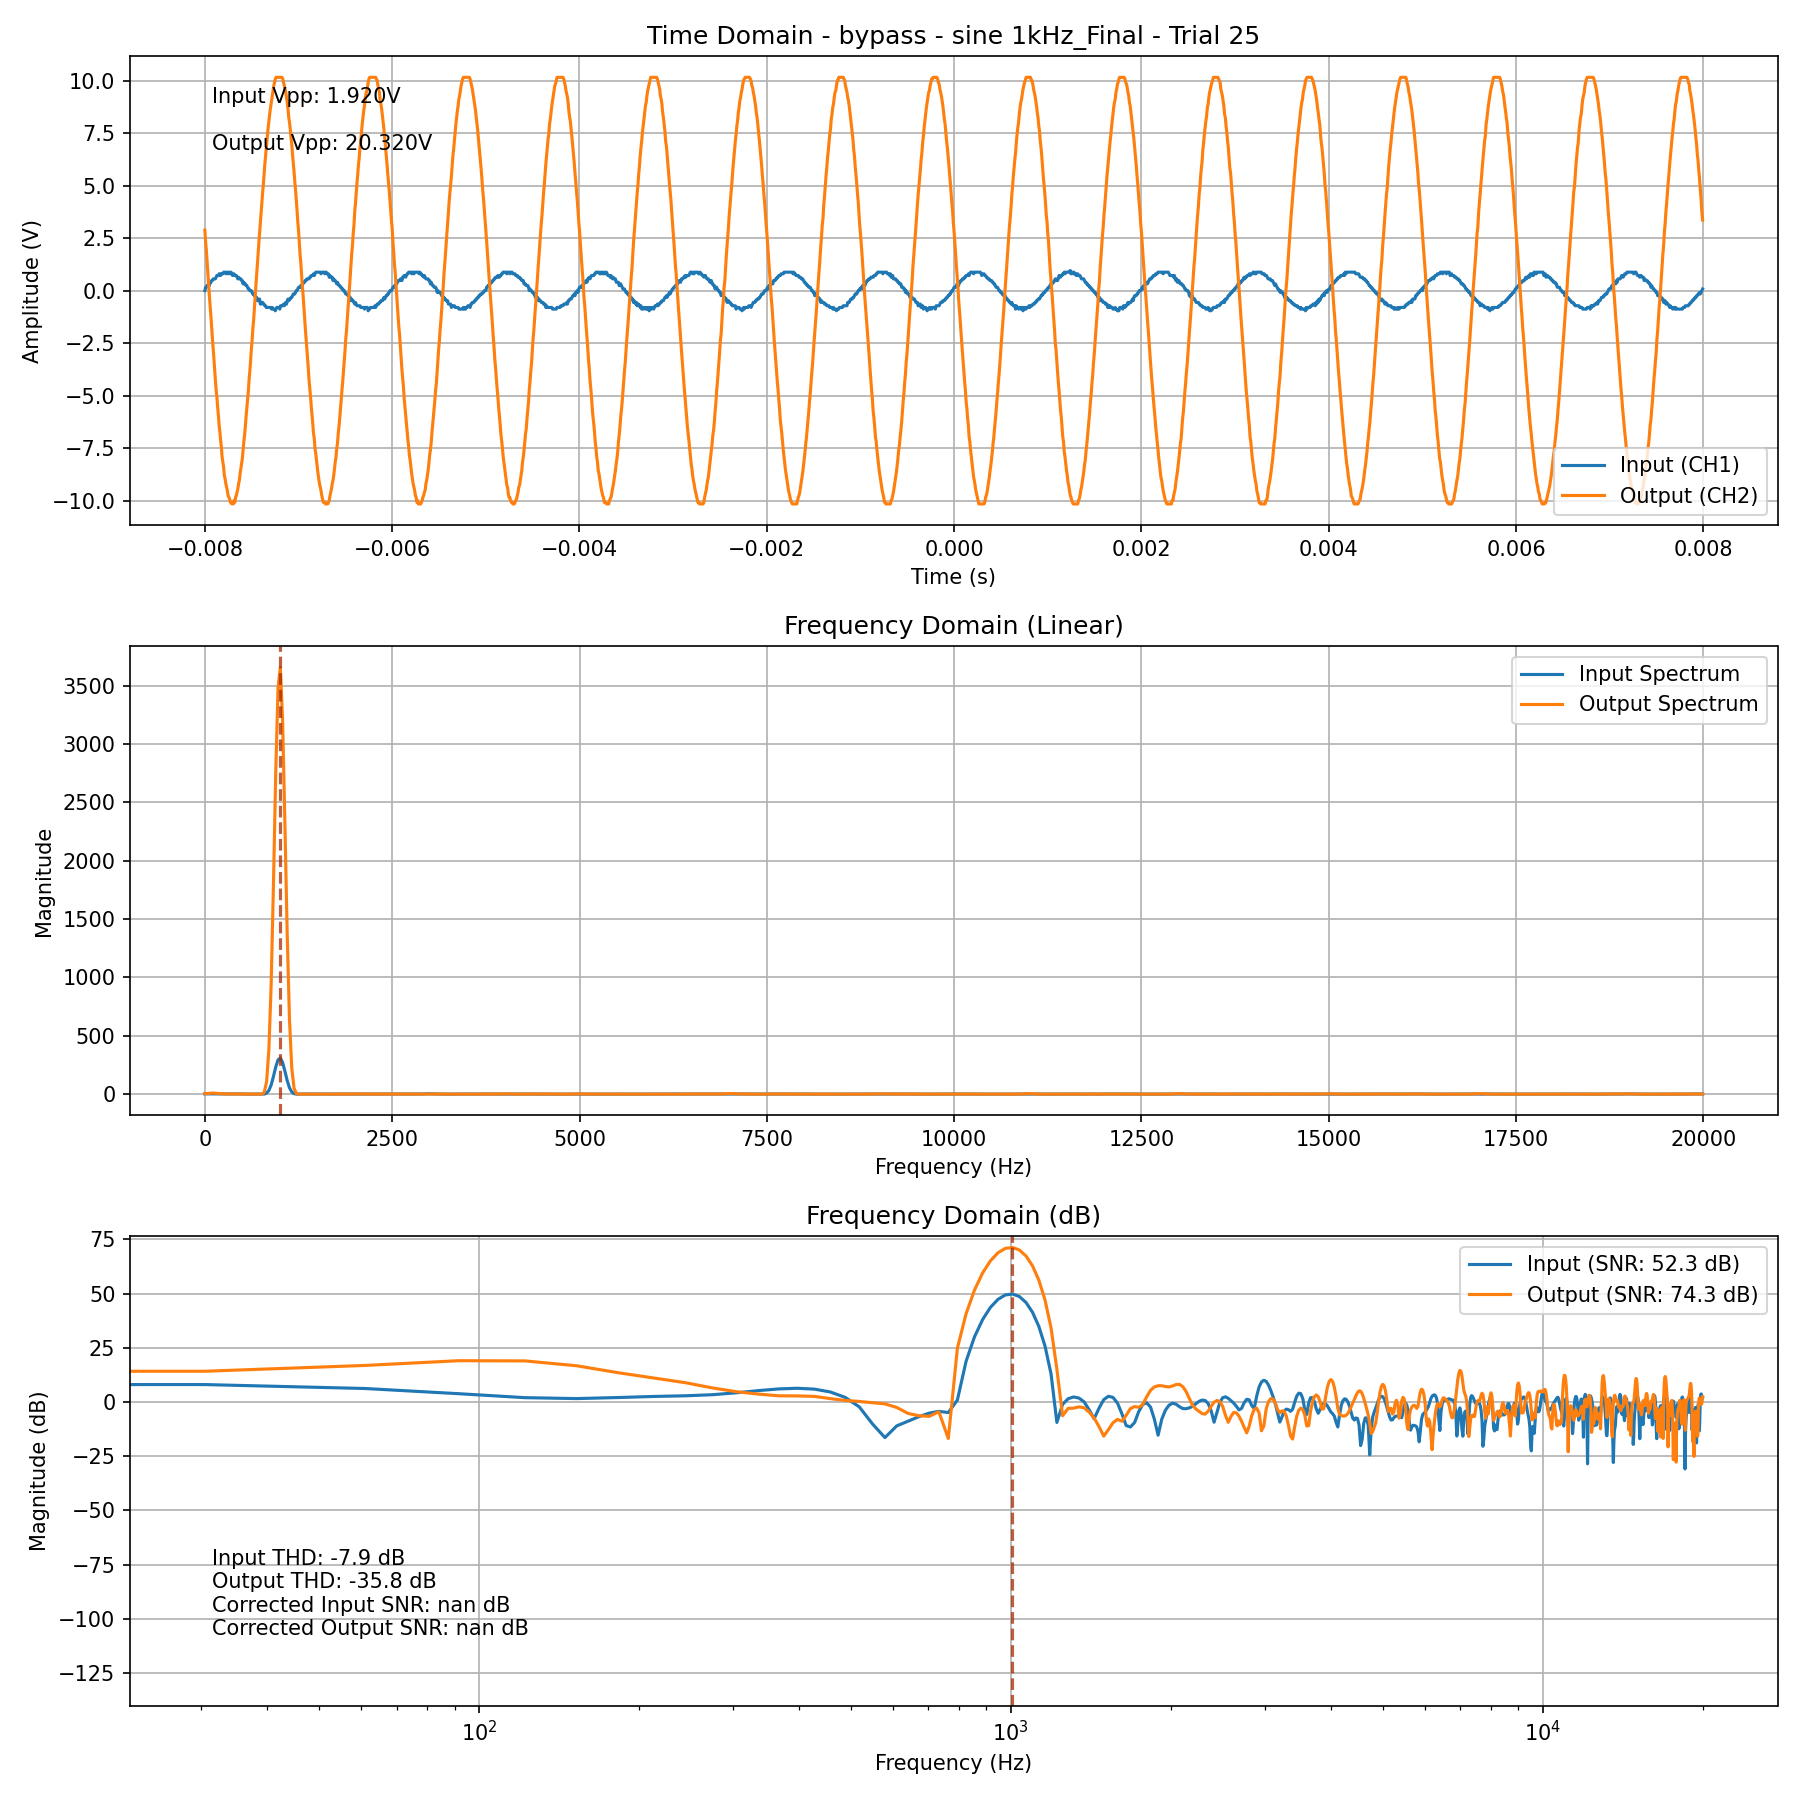 Time Domain - bypass - sine 1kHz_Final - Trial 25
Amplitude (V)
10.0
7.5
5.0
2.5
0.0
−2.5
−5.0
−7.5
−10.0
Input Vpp: 1.920V
Output Vpp: 20.320V
Input (CH1)
Output (CH2)
−0.008 −0.006 −0.004 −0.002 0.000 0.002 0.004 0.006 0.008
Time (s)
Frequency Domain (Linear)
Magnitude
3500
3000
2500
2000
1500
1000
500
0
Input Spectrum
Output Spectrum
0 2500 5000 7500 10000 12500 15000 17500 20000
Frequency (Hz)
Frequency Domain (dB)
Magnitude (dB)
75
50
25
0
−25
−50
−75
−100
−125
Input (SNR: 52.3 dB)
Output (SNR: 74.3 dB)
Input THD: -7.9 dB
Output THD: -35.8 dB
Corrected Input SNR: nan dB
Corrected Output SNR: nan dB
10² 10³ 10⁴
Frequency (Hz)